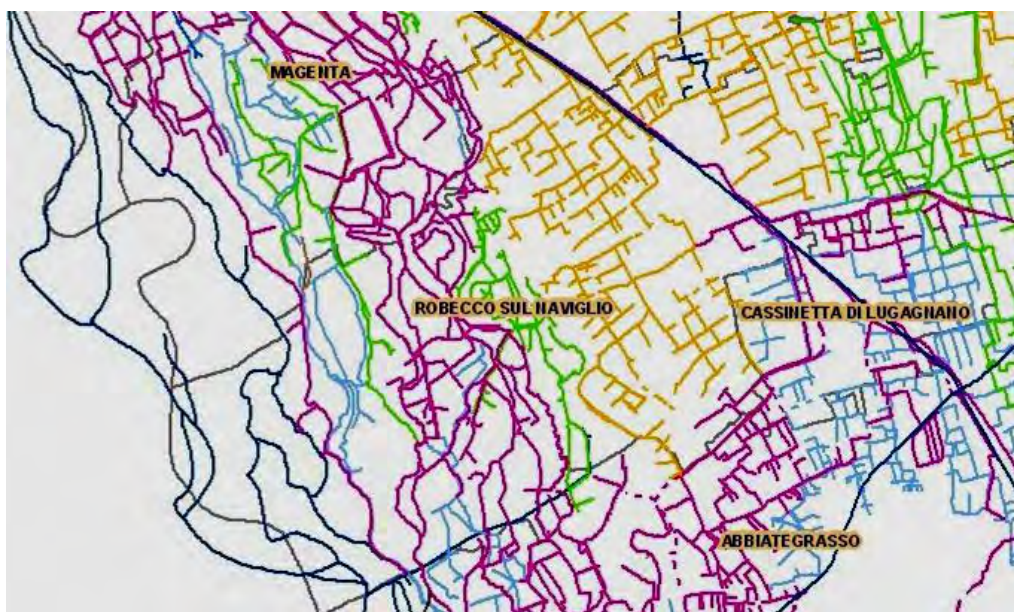 MAGENTA
ROBECCO SUL NAVIGLIO
CASSINETTA DI LUGAGNANO
ABBIATEGRASSO